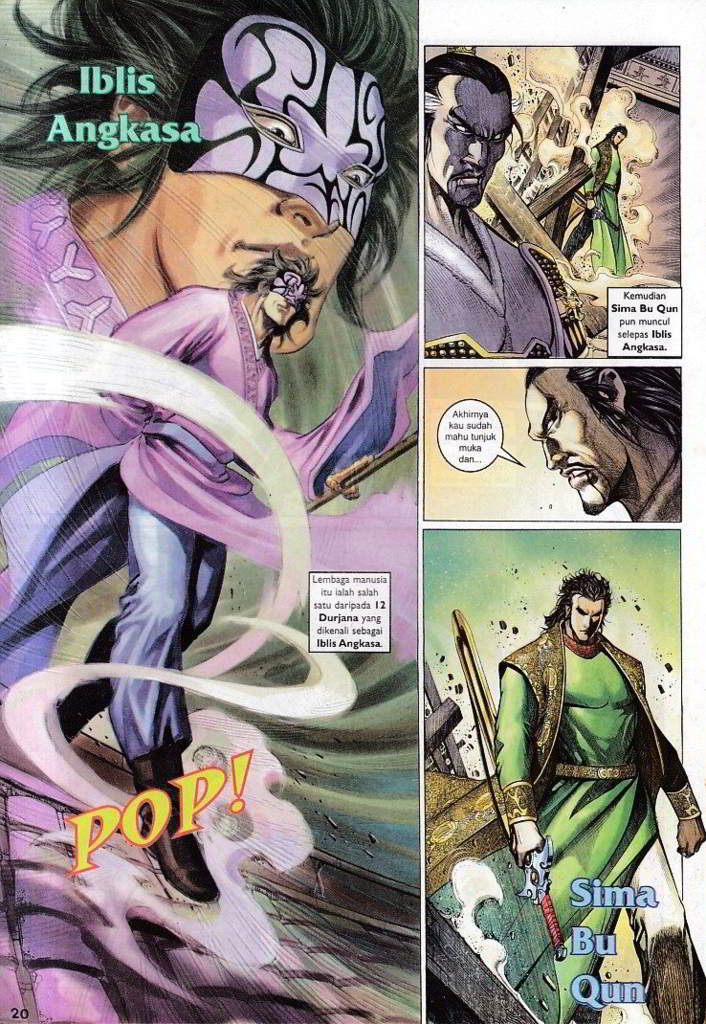 Iblis
Angkasa
Lembaga manusia
itu ialah salah
satu daripada 12
Durjana yang
dikenali sebagai
Iblis Angkasa.
POP!
20
Kemudian
Sima Bu Qun
pun muncul
selepas Iblis
Angkasa.
Akhirnya
kau sudah
mahu tunjuk
muka
dan...
Sima
Bu
Qun